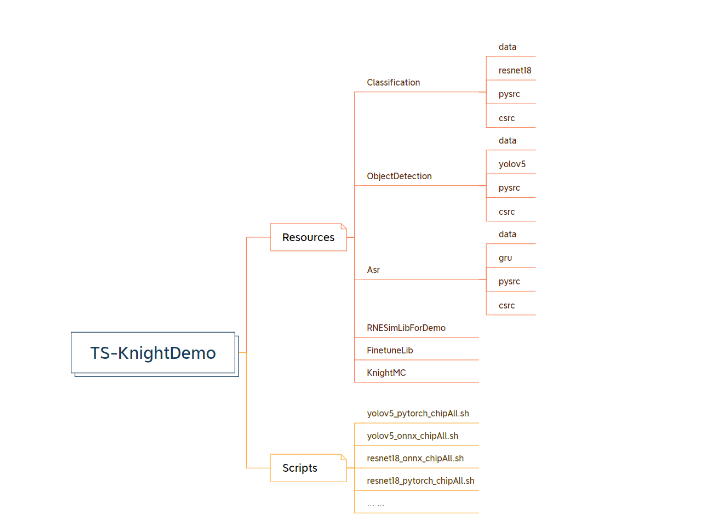 TS-KnightDemo
Resources
Classification
data
resnet18
pysrc
csrc
ObjectDetection
data
yolov5
pysrc
csrc
Asr
data
gru
pysrc
csrc
RNESimLibForDemo
FinetuneLib
KnightMC
Scripts
yolov5_pytorch_chipAll.sh
yolov5_onnx_chipAll.sh
resnet18_onnx_chipAll.sh
resnet18_pytorch_chipAll.sh
... ...